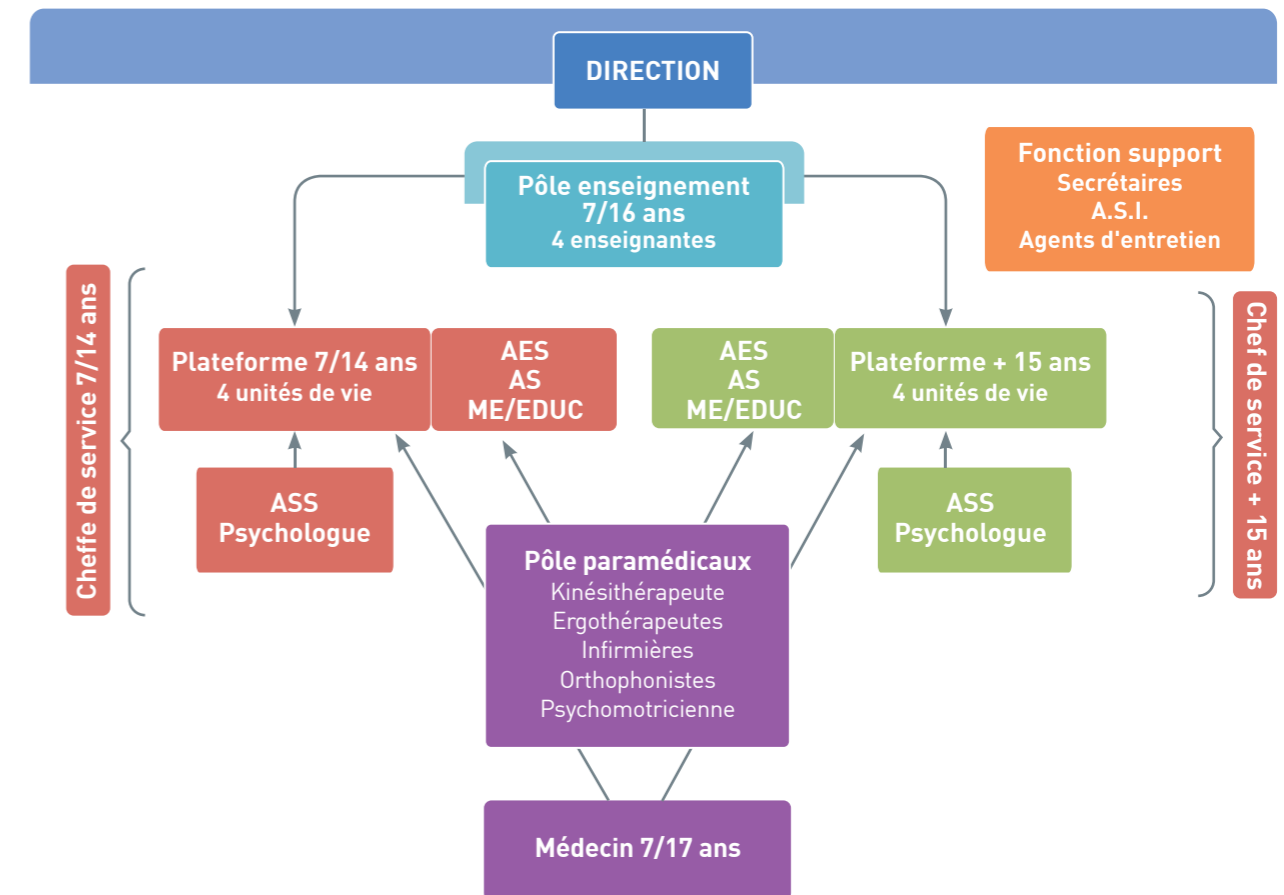 DIRECTION
Pôle enseignement
7/16 ans
4 enseignantes
Fonction support
Secrétaires
A.S.I.
Agents d'entretien
Cheffe de service 7/14 ans
Plateforme 7/14 ans
4 unités de vie
AES
AS
ME/EDUC
AES
AS
ME/EDUC
Plateforme + 15 ans
4 unités de vie
Chef de service + 15 ans
ASS
Psychologue
ASS
Psychologue
Pôle paramédicaux
Kinésithérapeute
Ergothérapeutes
Infirmières
Orthophonistes
Psychomotricienne
Médecin 7/17 ans